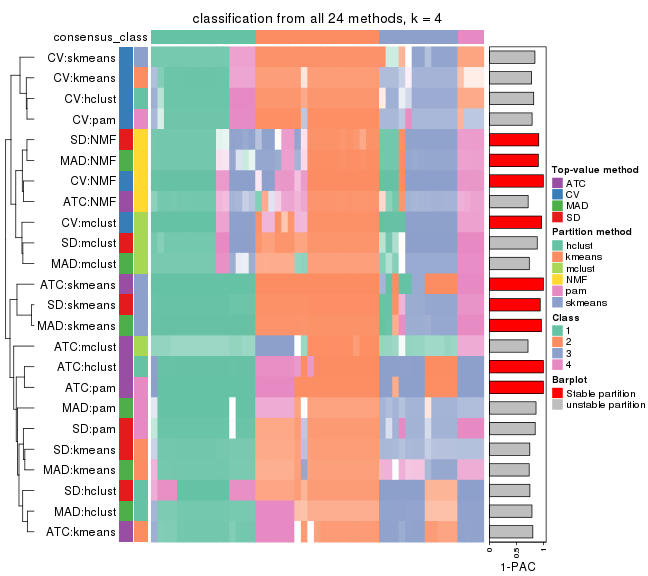 classification from all 24 methods, k = 4
consensus_class
CV:skmeans
CV:kmeans
CV:hclust
CV:pam
SD:NMF
MAD:NMF
CV:NMF
ATC:NMF
CV:mclust
SD:mclust
MAD:mclust
ATC:skmeans
SD:skmeans
MAD:skmeans
ATC:mclust
ATC:hclust
ATC:pam
MAD:pam
SD:pam
SD:kmeans
MAD:kmeans
SD:hclust
MAD:hclust
ATC:kmeans
0
0.5
1
1-PAC
Top-value method
ATC
CV
MAD
SD
Partition method
hclust
kmeans
mclust
NMF
pam
skmeans
Class
1
2
3
4
Barplot
Stable partition
unstable partition